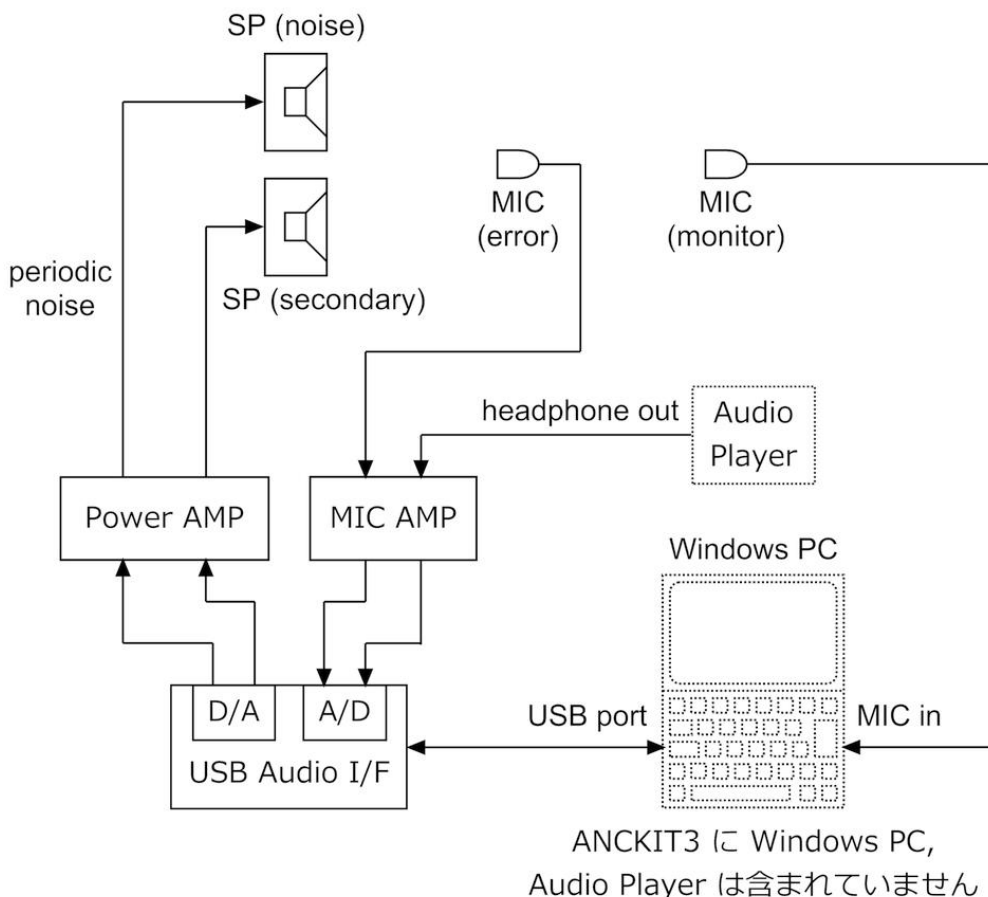 SP (noise)
MIC
(error)
MIC
(monitor)
periodic
noise
SP (secondary)
headphone out
Audio
Player
Power AMP
MIC AMP
Windows PC
D/A
A/D
USB Audio I/F
USB port
MIC in
ANCKIT3 に Windows PC,
Audio Player は含まれていません